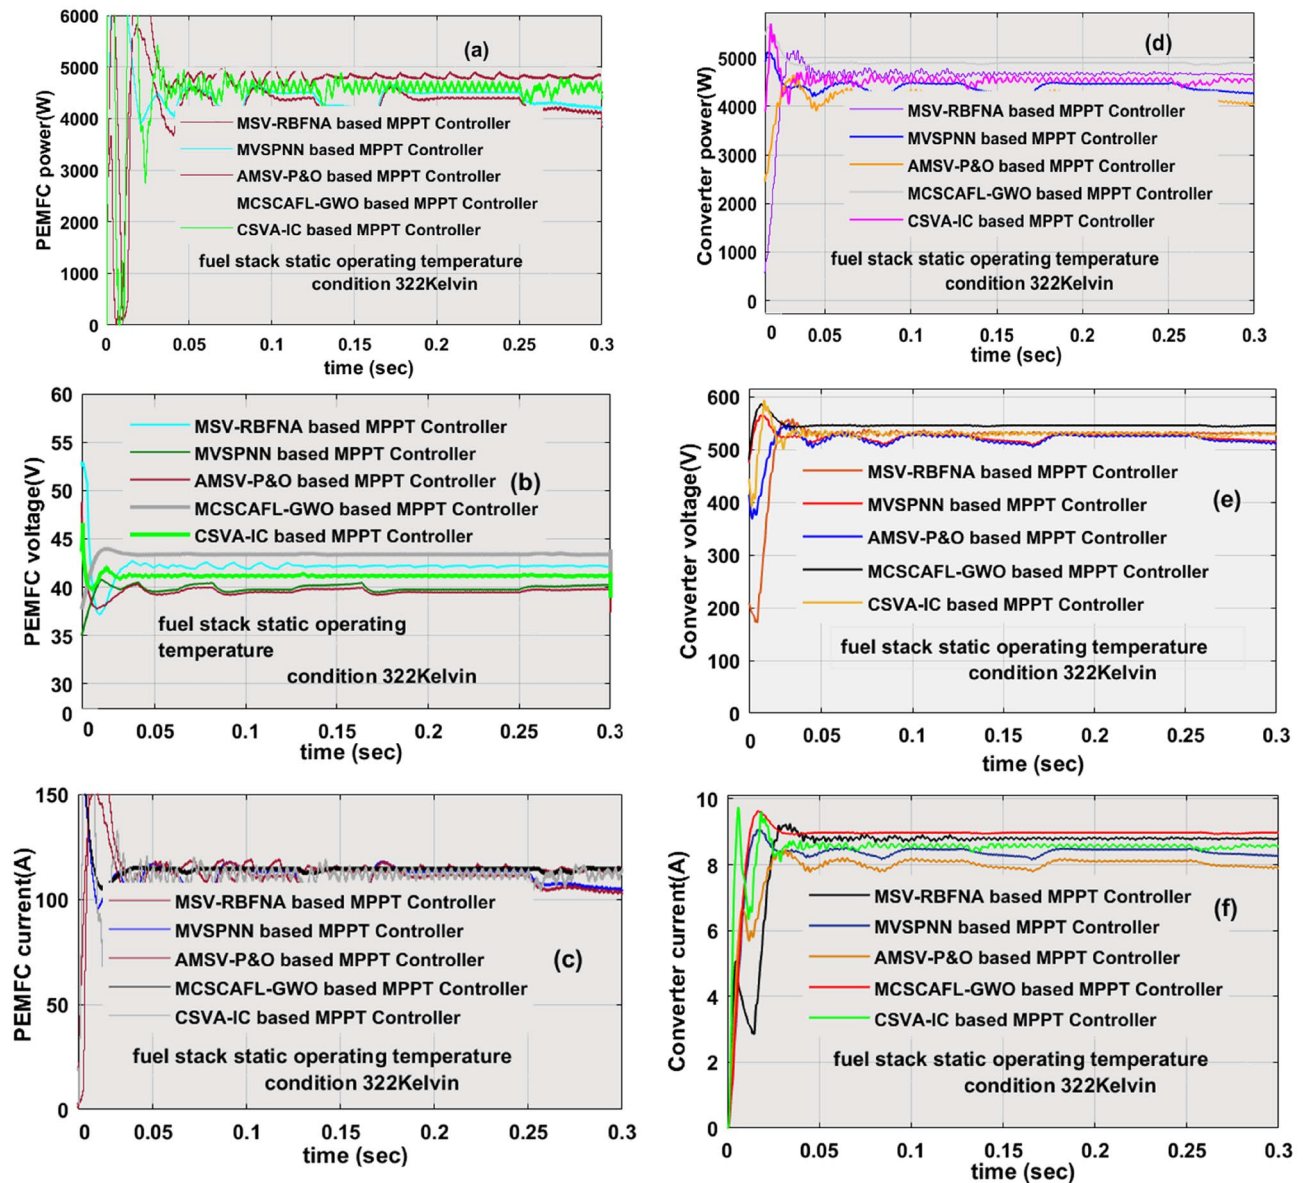 (a)
PEMFC power(W)
6000
5000
4000
3000
2000
1000
0
MSV-RBFNA based MPPT Controller
MVSPNN based MPPT Controller
AMSV-P&O based MPPT Controller
MCSCAFL-GWO based MPPT Controller
CSVA-IC based MPPT Controller
fuel stack static operating temperature
condition 322Kelvin
0 0.05 0.1 0.15 0.2 0.25 0.3
time (sec)
(d)
Converter power(W)
5000
4000
3000
2000
1000
0
MSV-RBFNA based MPPT Controller
MVSPNN based MPPT Controller
AMSV-P&O based MPPT Controller
MCSCAFL-GWO based MPPT Controller
CSVA-IC based MPPT Controller
fuel stack static operating temperature
condition 322Kelvin
0 0.05 0.1 0.15 0.2 0.25 0.3
time (sec)
(b)
PEMFC voltage(V)
60
55
50
45
40
35
30
0
MSV-RBFNA based MPPT Controller
MVSPNN based MPPT Controller
AMSV-P&O based MPPT Controller
MCSCAFL-GWO based MPPT Controller
CSVA-IC based MPPT Controller
fuel stack static operating
temperature
condition 322Kelvin
0 0.05 0.1 0.15 0.2 0.25 0.3
time (sec)
(e)
Converter voltage(V)
600
500
400
300
200
100
0
MSV-RBFNA based MPPT Controller
MVSPNN based MPPT Controller
AMSV-P&O based MPPT Controller
MCSCAFL-GWO based MPPT Controller
CSVA-IC based MPPT Controller
fuel stack static operating temperature
condition 322Kelvin
0 0.05 0.1 0.15 0.2 0.25 0.3
time (sec)
(c)
PEMFC current(A)
150
100
50
0
MSV-RBFNA based MPPT Controller
MVSPNN based MPPT Controller
AMSV-P&O based MPPT Controller
MCSCAFL-GWO based MPPT Controller
CSVA-IC based MPPT Controller
fuel stack static operating temperature
condition 322Kelvin
0 0.05 0.1 0.15 0.2 0.25 0.3
time (sec)
(f)
Converter current(A)
10
8
6
4
2
0
MSV-RBFNA based MPPT Controller
MVSPNN based MPPT Controller
AMSV-P&O based MPPT Controller
MCSCAFL-GWO based MPPT Controller
CSVA-IC based MPPT Controller
fuel stack static operating temperature
condition 322Kelvin
0 0.05 0.1 0.15 0.2 0.25 0.3
time (sec)